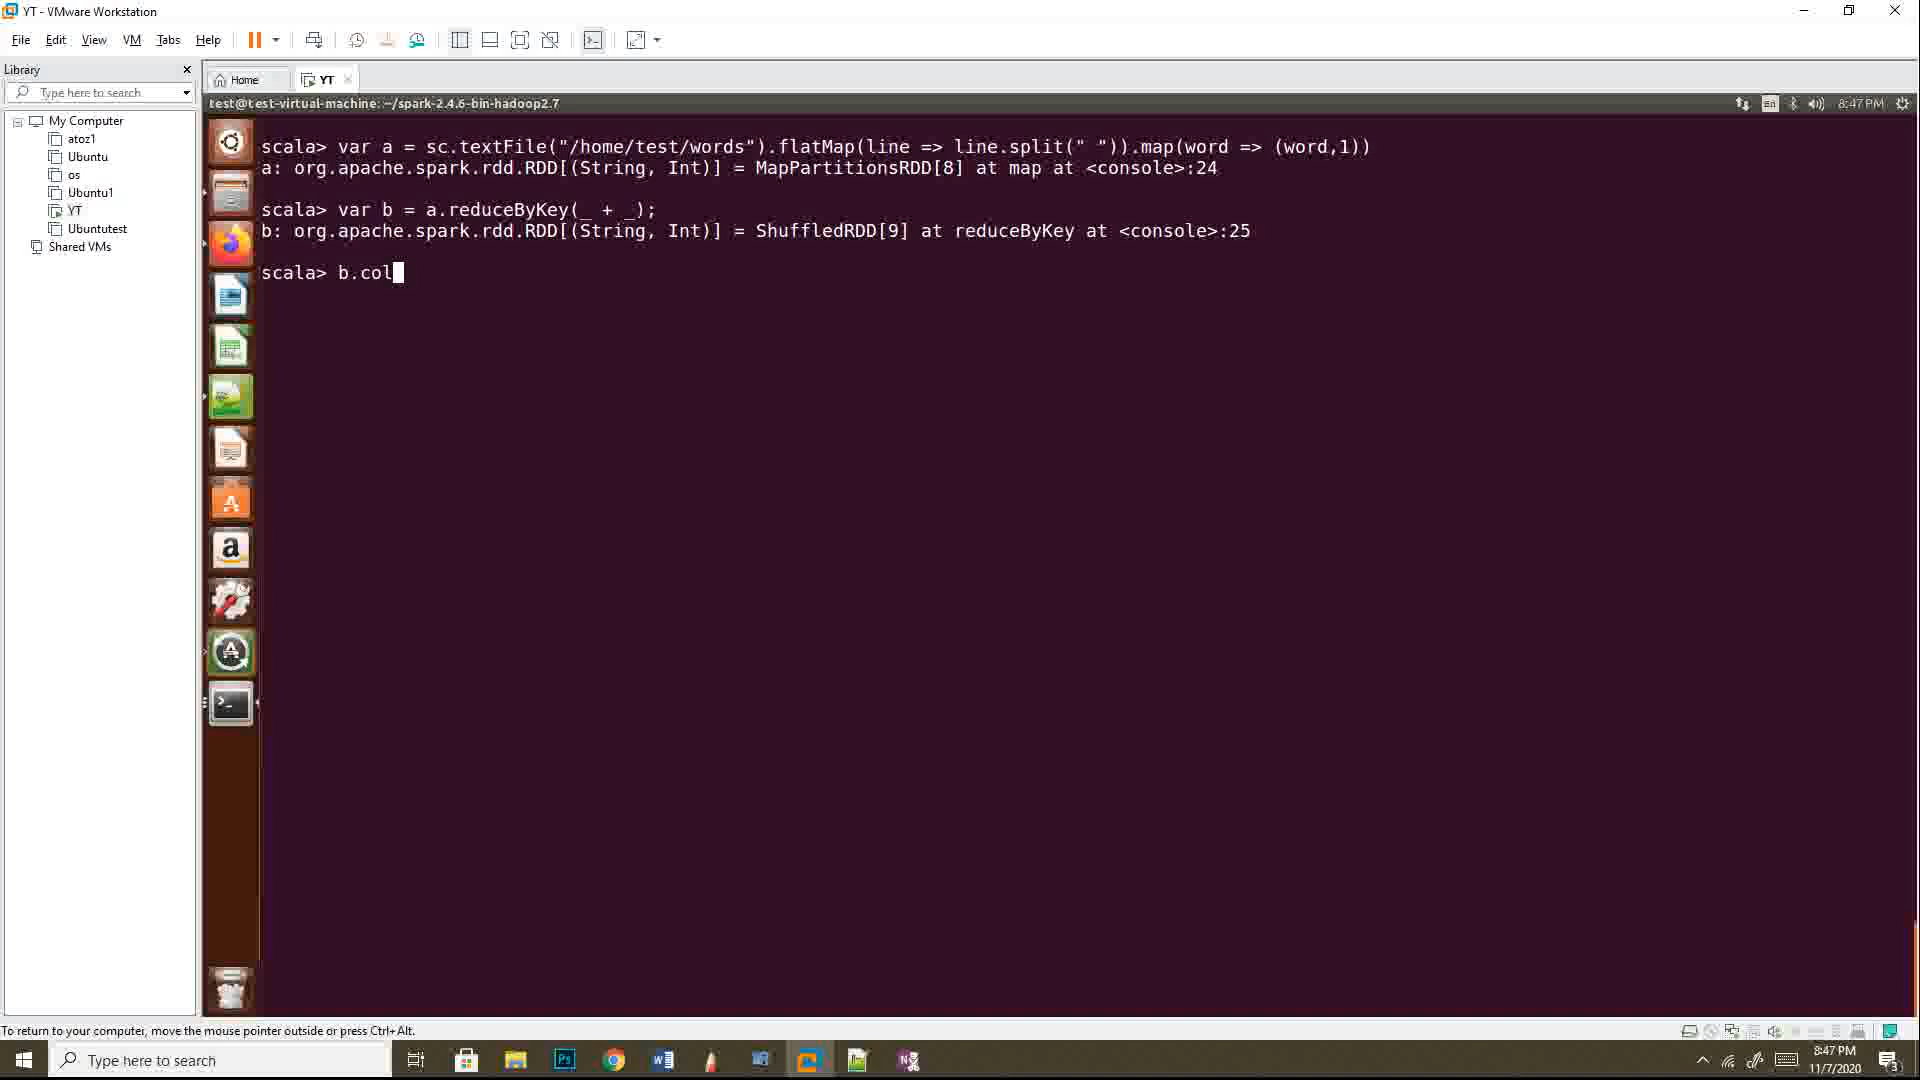 YT - VMware Workstation
File Edit View VM Tabs Help
Library
Type here to search
Home YT
My Computer
atoz1
Ubuntu
os
Ubuntu1
YT
Ubuntutest
Shared VMs
test@test-virtual-machine: ~/spark-2.4.6-bin-hadoop2.7
En 8:47 PM
scala> var a = sc.textFile("/home/test/words").flatMap(line => line.split(" ")).map(word => (word,1))
a: org.apache.spark.rdd.RDD[(String, Int)] = MapPartitionsRDD[8] at map at <console>:24
scala> var b = a.reduceByKey(_ + _);
b: org.apache.spark.rdd.RDD[(String, Int)] = ShuffledRDD[9] at reduceByKey at <console>:25
scala> b.col
To return to your computer, move the mouse pointer outside or press Ctrl+Alt.
Type here to search
8:47 PM
11/7/2020